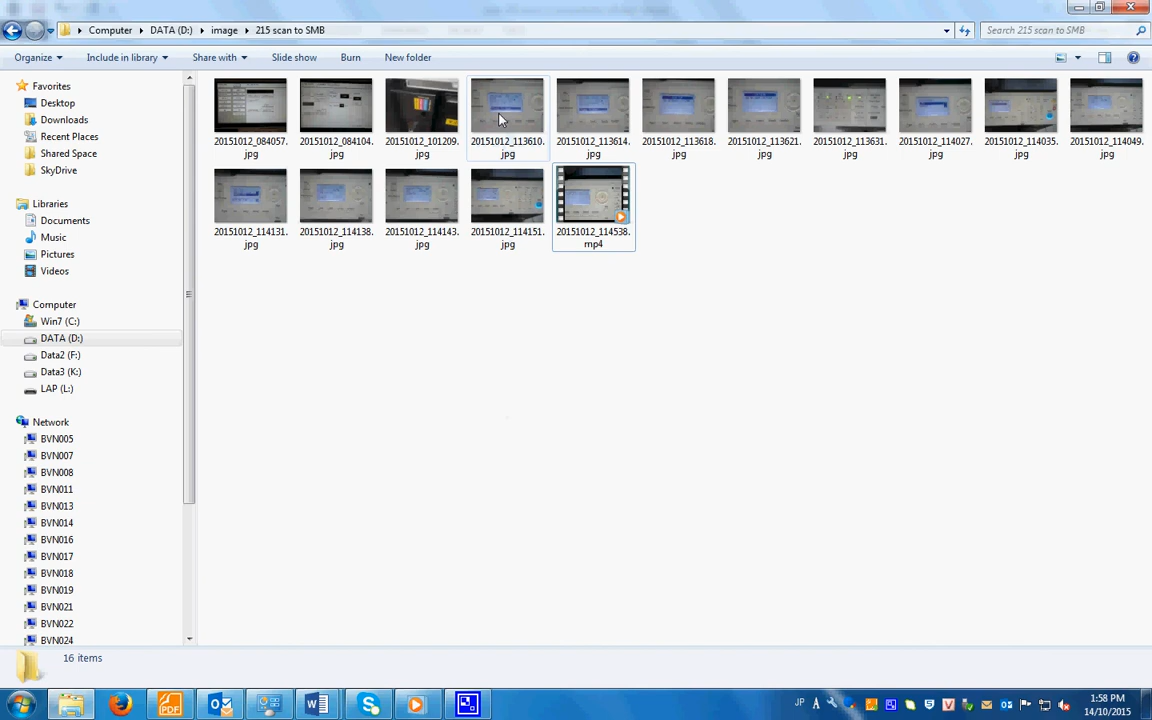 Computer ▸ DATA (D:) ▸ image ▸ 215 scan to SMB
Search 215 scan to SMB
Organize
Include in library
Share with
Slide show
Burn
New folder
Favorites
Desktop
Downloads
Recent Places
Shared Space
SkyDrive
Libraries
Documents
Music
Pictures
Videos
Computer
Win7 (C:)
DATA (D:)
Data2 (F:)
Data3 (K:)
LAP (L:)
Network
BVN005
BVN007
BVN008
BVN011
BVN013
BVN014
BVN016
BVN017
BVN018
BVN019
BVN021
BVN022
BVN024
20151012_084057.
jpg
20151012_084104.
jpg
20151012_101209.
jpg
20151012_113610.
jpg
20151012_113614.
jpg
20151012_113618.
jpg
20151012_113621.
jpg
20151012_113631.
jpg
20151012_114027.
jpg
20151012_114035.
jpg
20151012_114049.
jpg
20151012_114131.
jpg
20151012_114138.
jpg
20151012_114143.
jpg
20151012_114151.
jpg
20151012_114538.
mp4
16 items
PDF
JP
1:58 PM
14/10/2015